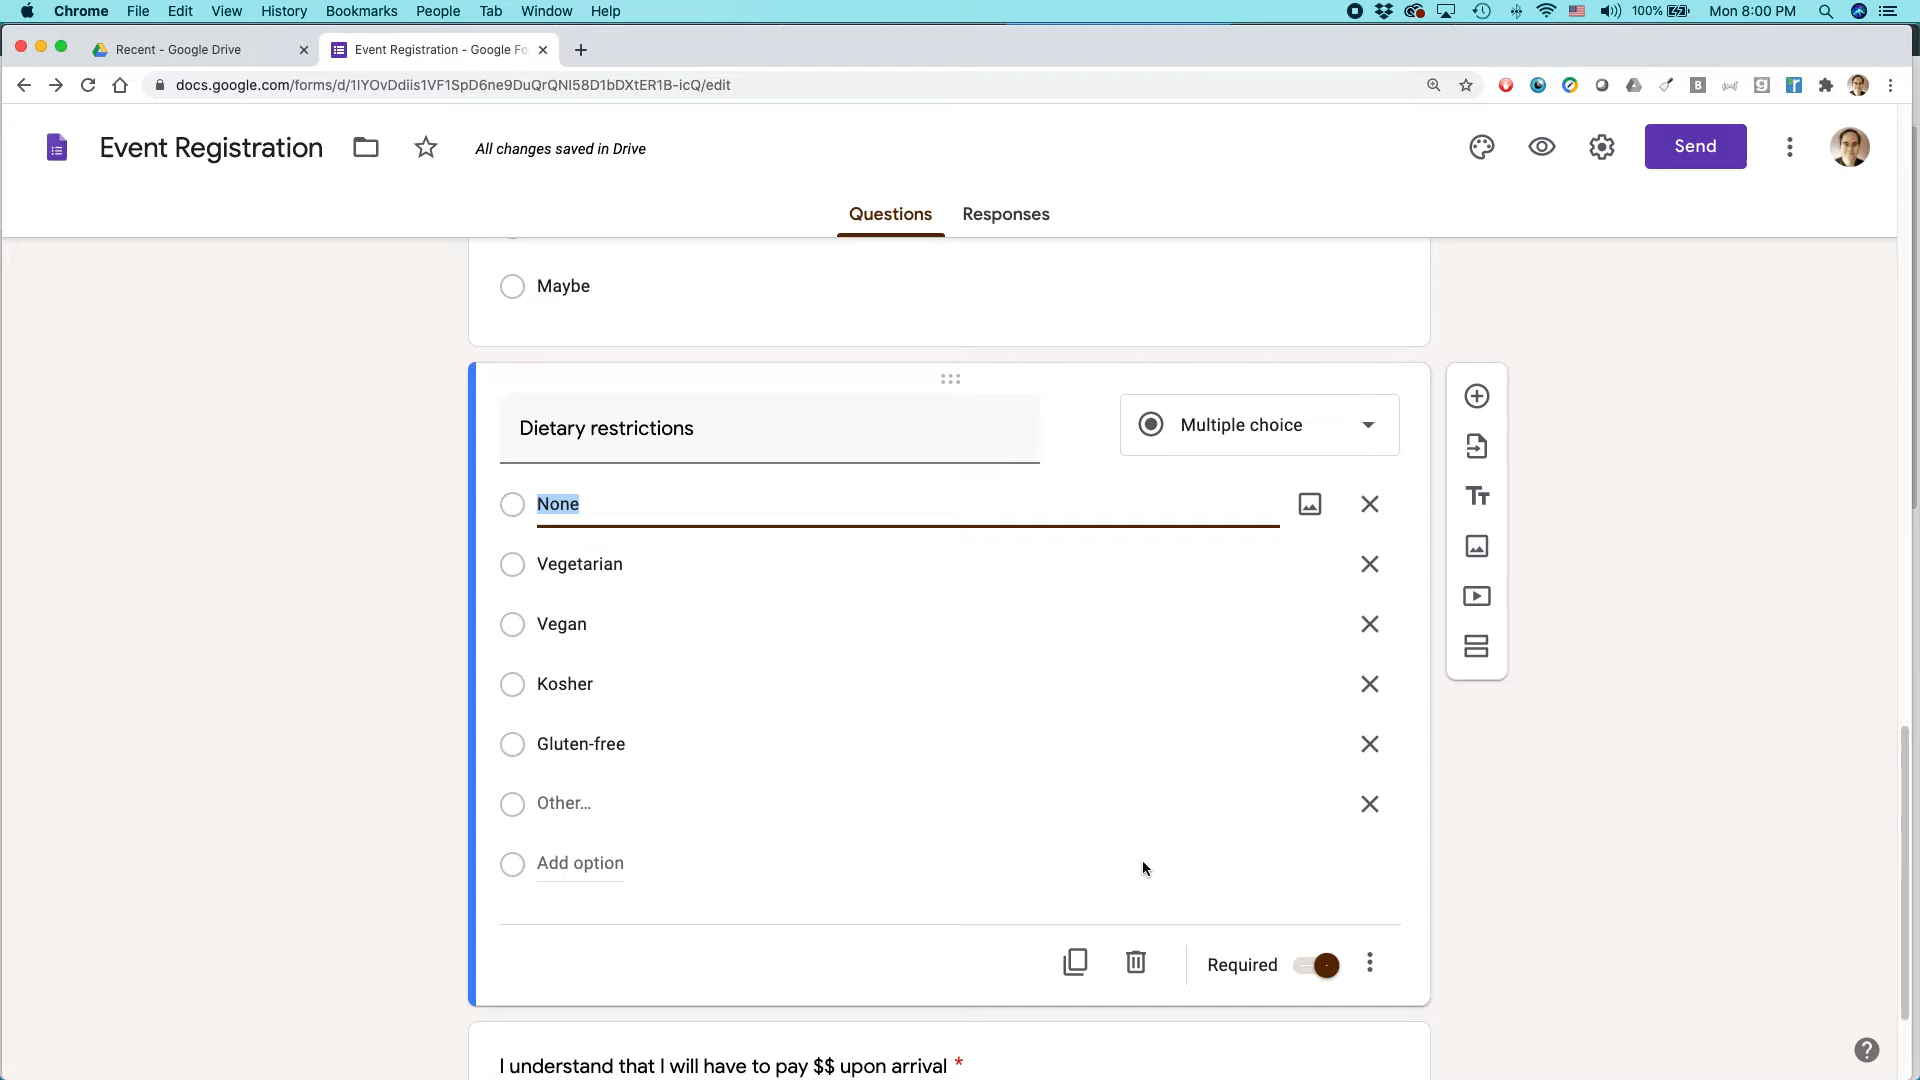 Chrome File Edit View History Bookmarks People Tab Window Help 100% Mon 8:00 PM
Recent - Google Drive Event Registration - Google Fo
docs.google.com/forms/d/1IYOvDdiis1VF1SpD6ne9DuQrQNI58D1bDXtER1B-icQ/edit
Event Registration All changes saved in Drive Send
Questions Responses
Maybe
Dietary restrictions Multiple choice
None
Vegetarian
Vegan
Kosher
Gluten-free
Other...
Add option
Required
I understand that I will have to pay $$ upon arrival *